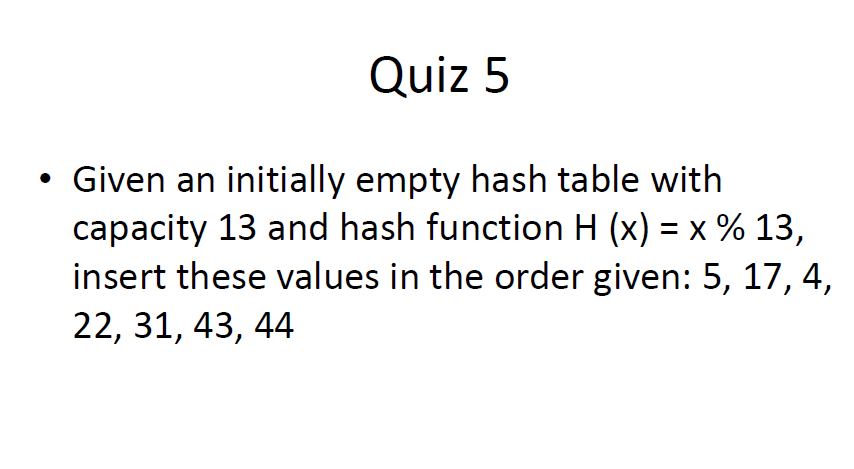 Quiz 5
• Given an initially empty hash table with
capacity 13 and hash function H (x) = x % 13,
insert these values in the order given: 5, 17, 4,
22, 31, 43, 44